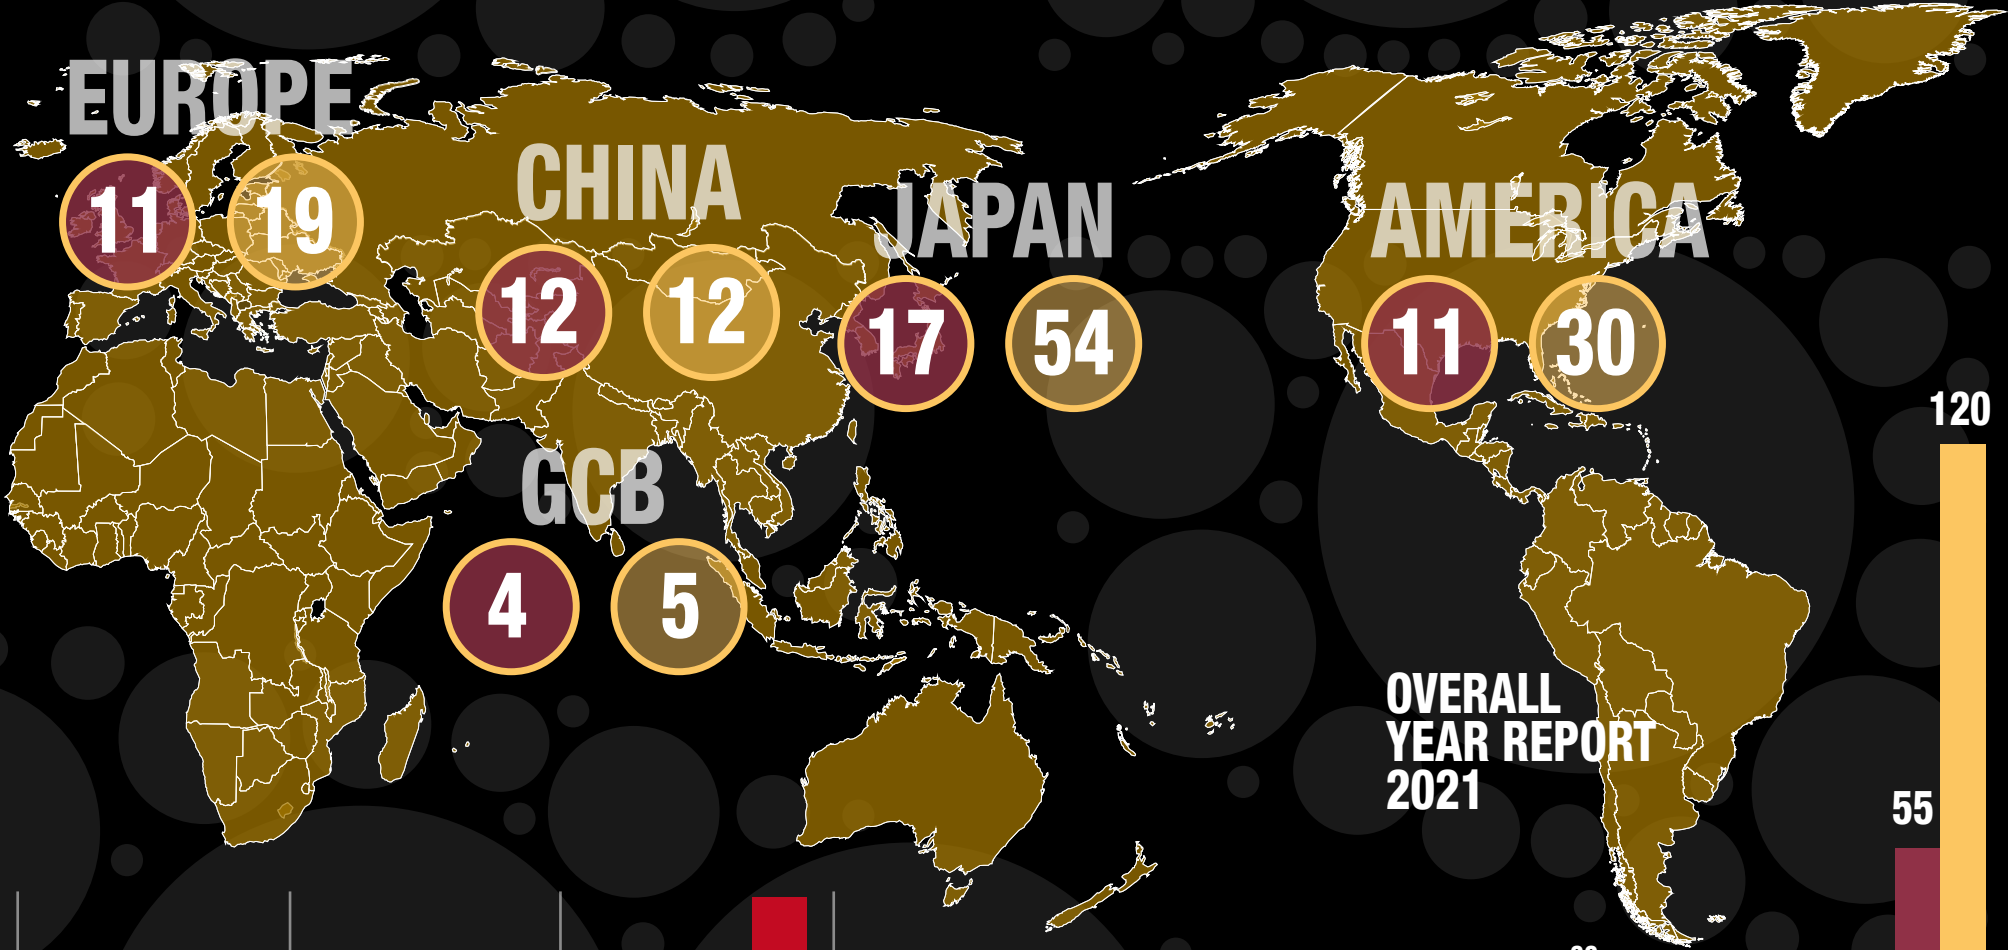 EUROPE
11 19
CHINA
12 12
JAPAN
17 54
AMERICA
11 30
GCB
4 5
OVERALL
YEAR REPORT
2021
120
55